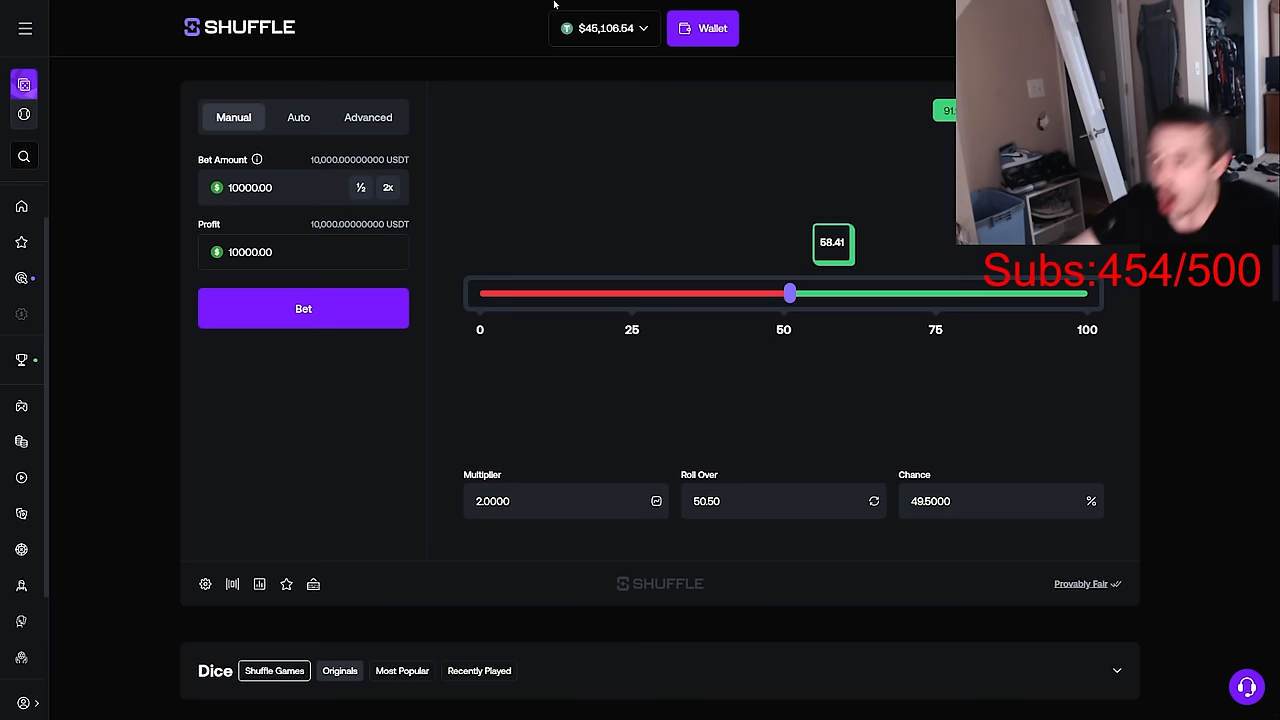 SHUFFLE
$45,106.54
Wallet
Manual
Auto
Advanced
Bet Amount
10,000.00000000 USDT
10000.00
½
2x
Profit
10,000.00000000 USDT
10000.00
Bet
58.41
0
25
50
75
100
Subs:454/500
Multiplier
2.0000
Roll Over
50.50
Chance
49.5000
%
SHUFFLE
Provably Fair
Dice
Shuffle Games
Originals
Most Popular
Recently Played